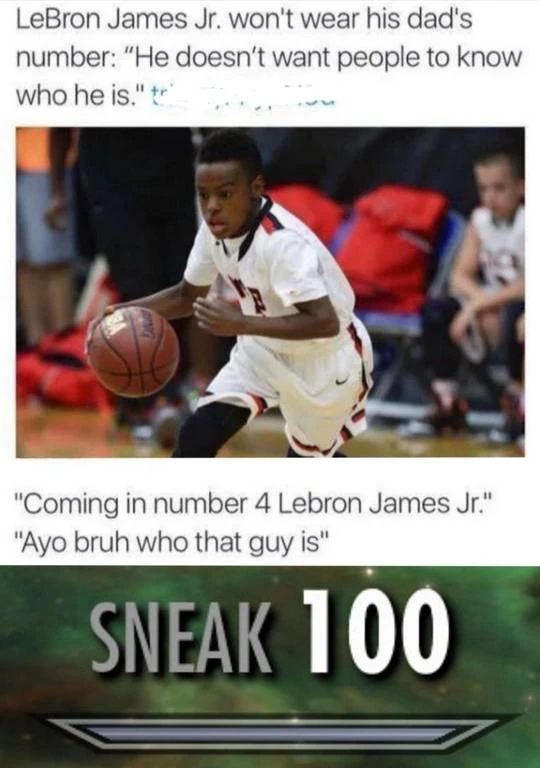 LeBron James Jr. won't wear his dad's
number: "He doesn't want people to know
who he is."
"Coming in number 4 Lebron James Jr."
"Ayo bruh who that guy is"
SNEAK 100